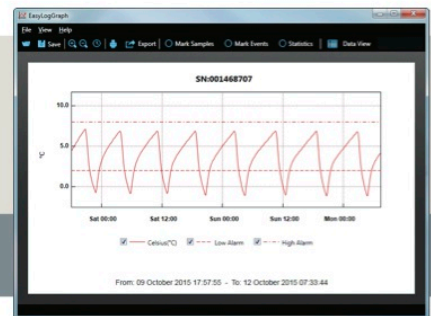 EasyLogGraph
File View Help
Save Export Mark Samples Mark Events Statistics Data View
SN:001468707
10.0
5.0
0.0
°C
Sat 00:00 Sat 12:00 Sun 00:00 Sun 12:00 Mon 00:00
Celsius(°C) Low Alarm High Alarm
From: 09 October 2015 17:57:55 - To: 12 October 2015 07:33:44